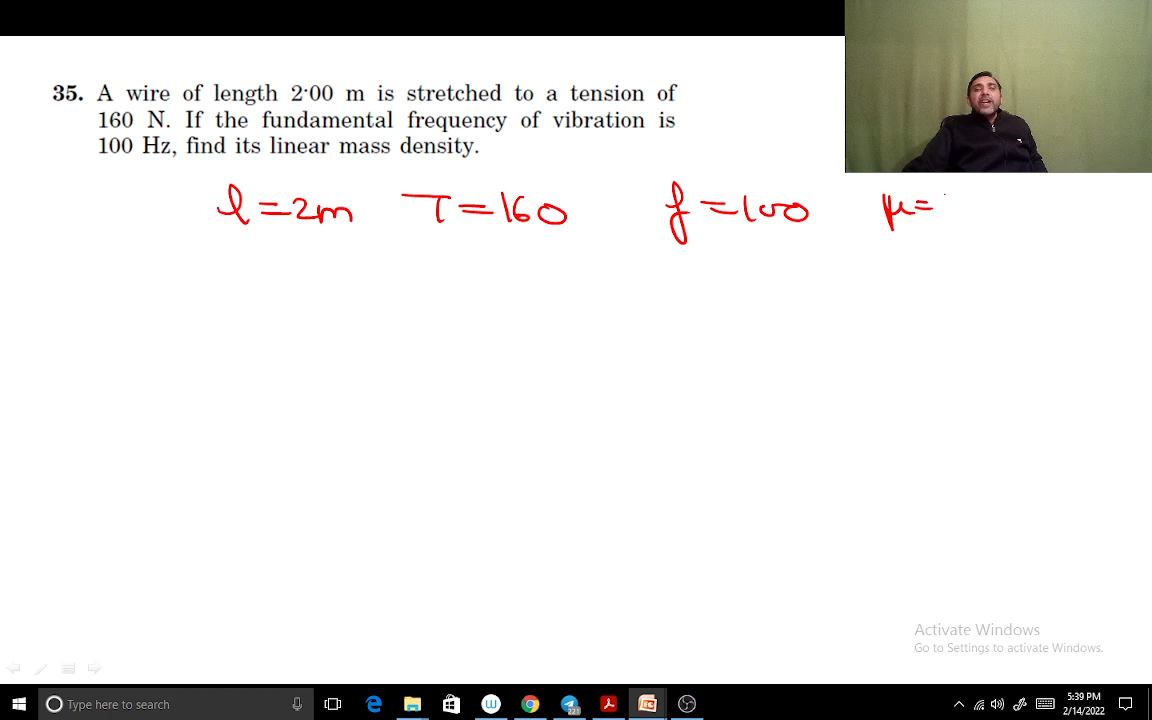 35. A wire of length 2·00 m is stretched to a tension of
160 N. If the fundamental frequency of vibration is
100 Hz, find its linear mass density.
l = 2m T = 160 f = 100 μ =
Activate Windows
Go to Settings to activate Windows.
Type here to search
221
5:39 PM
2/14/2022